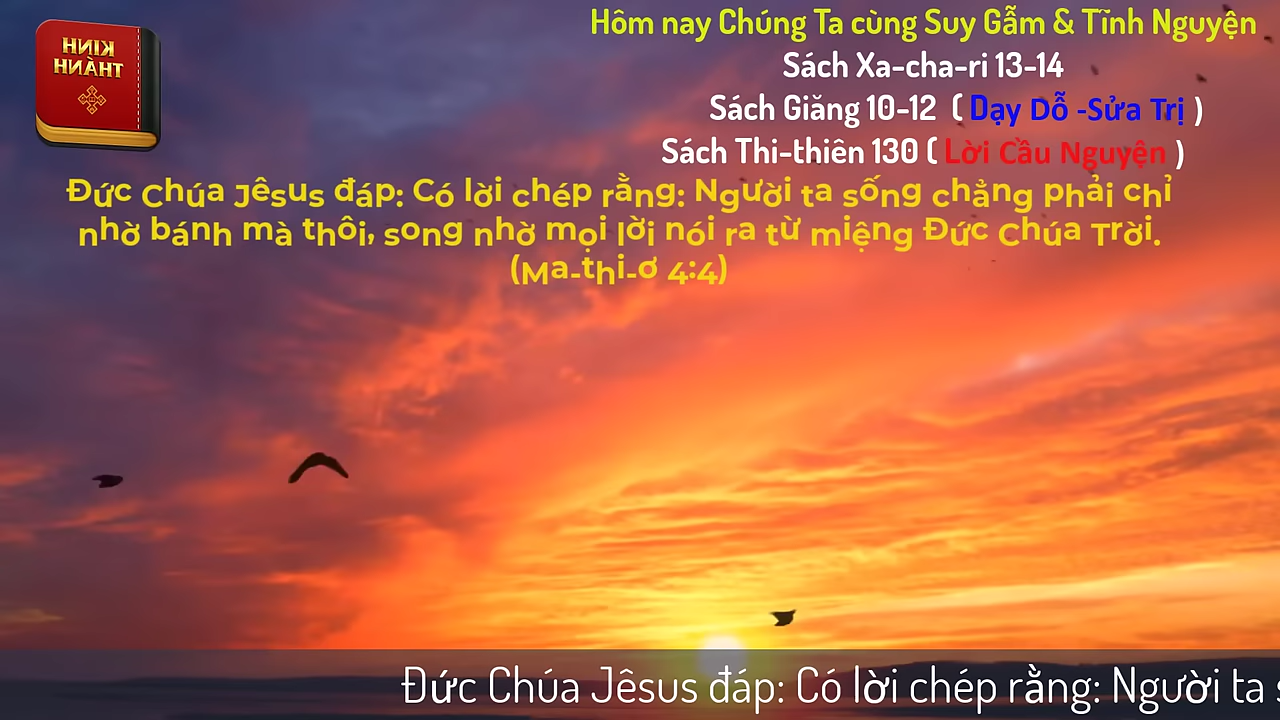 KINH
THÀNH
Hôm nay Chúng Ta cùng Suy Gẫm & Tĩnh Nguyện
Sách Xa-cha-ri 13-14
Sách Giăng 10-12 ( Dạy Dỗ -Sửa Trị )
Sách Thi-thiên 130 ( Lời Cầu Nguyện )
Đức Chúa Jêsus đáp: Có lời chép rằng: Người ta sống chẳng phải chỉ
nhờ bánh mà thôi, song nhờ mọi lời nói ra từ miệng Đức Chúa Trời.
(Ma-thi-ơ 4:4)
Đức Chúa Jêsus đáp: Có lời chép rằng: Người ta